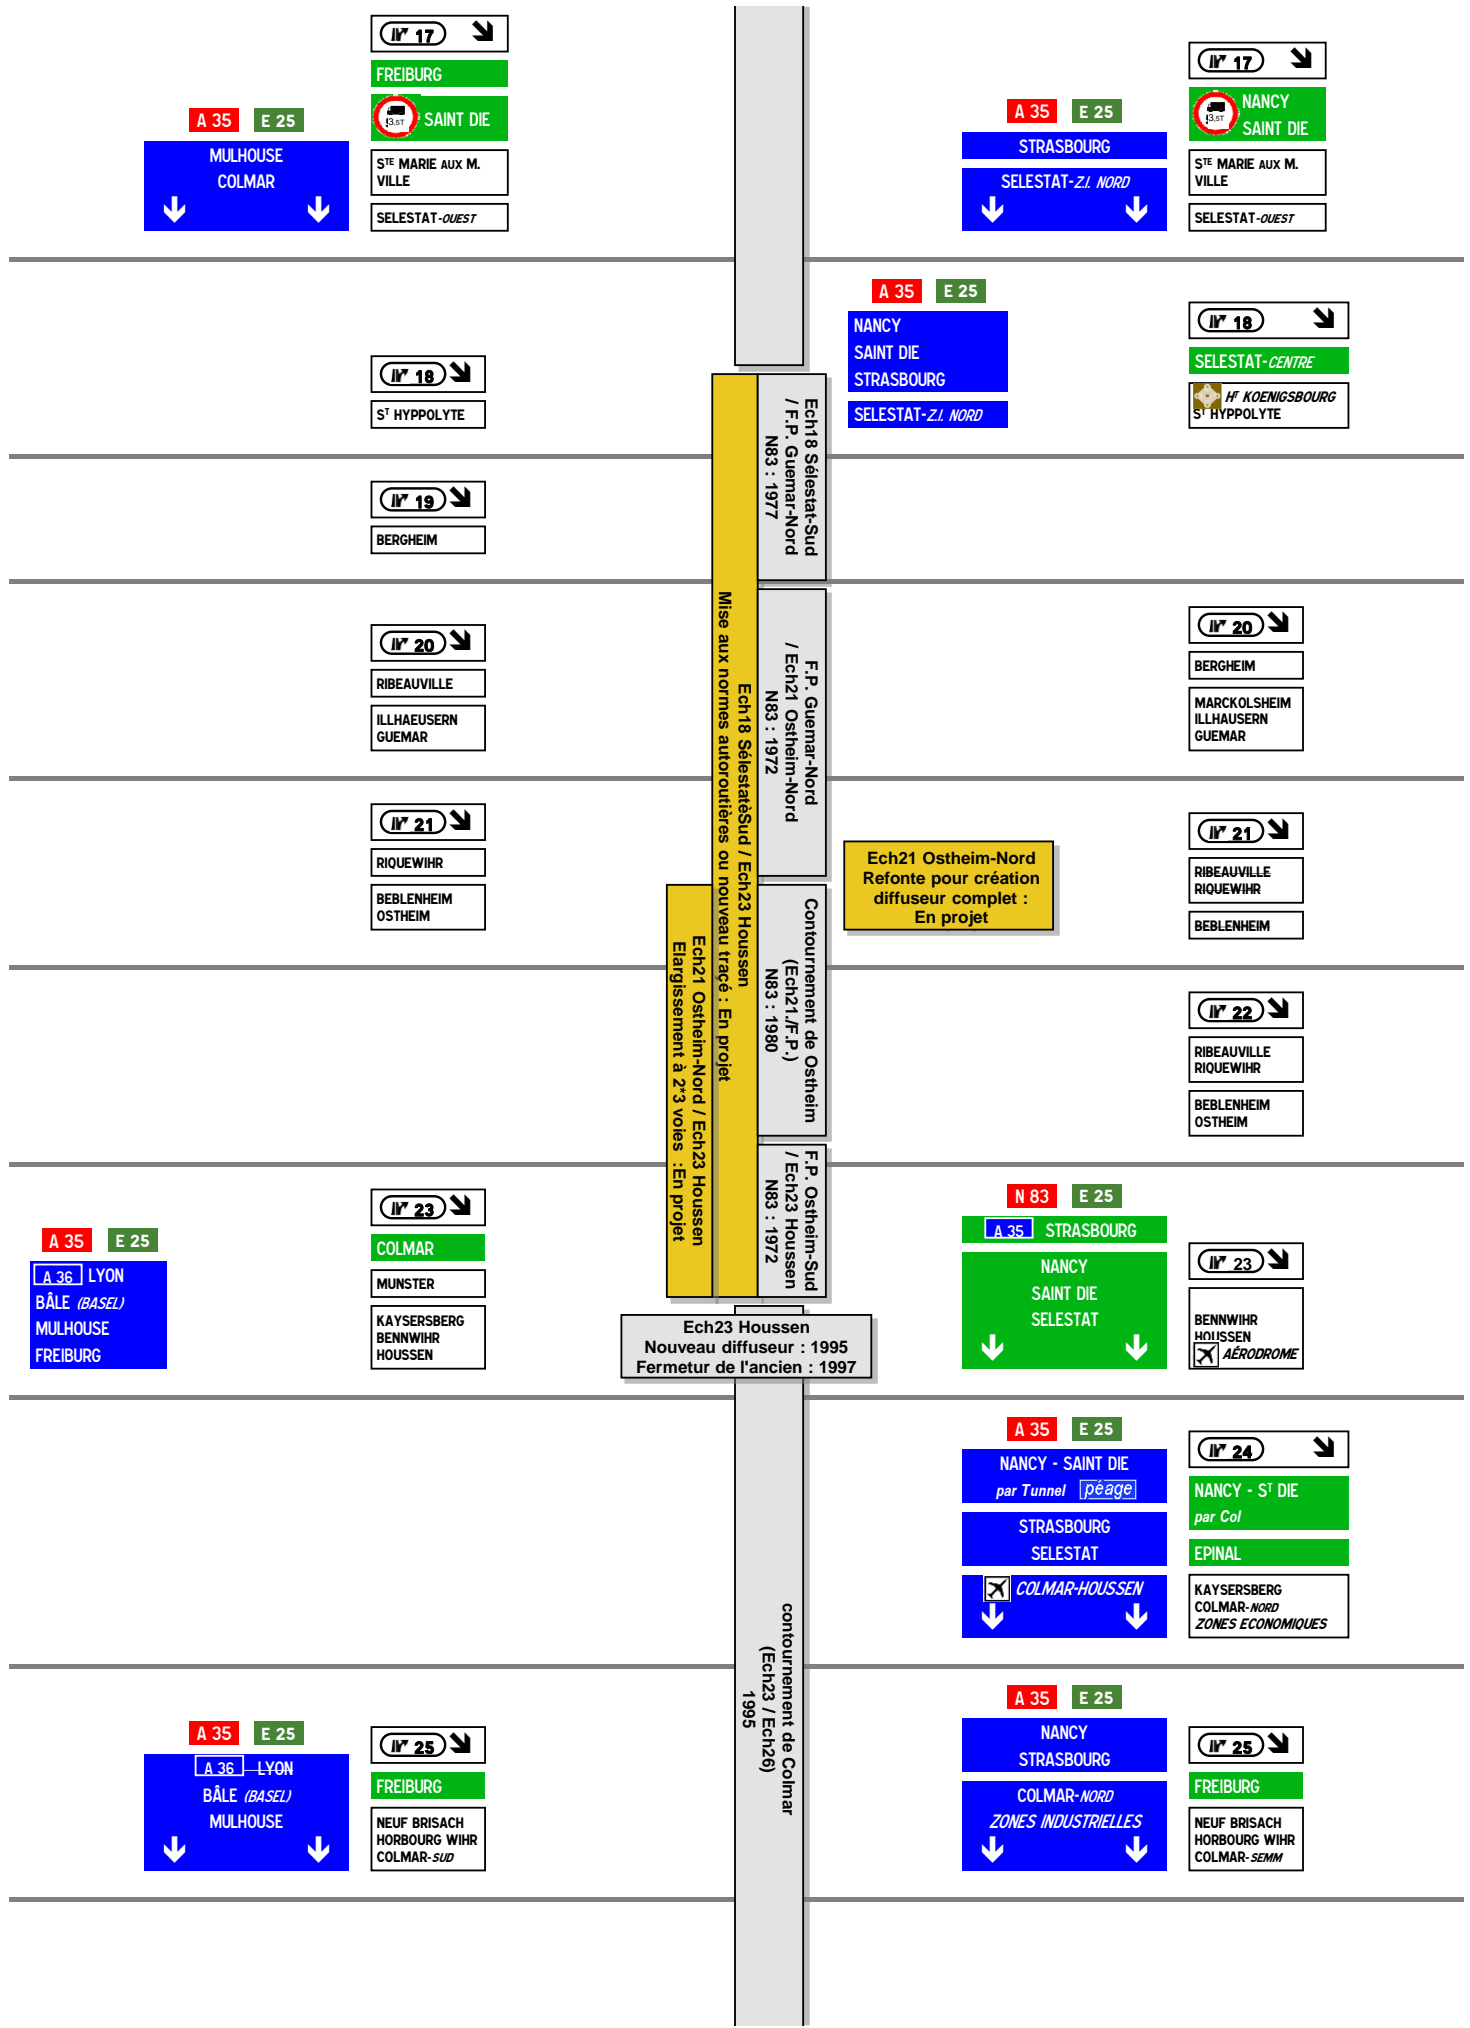 17
FREIBURG
3,5T
SAINT DIE
A 35
E 25
MULHOUSE
COLMAR
STE MARIE AUX M.
VILLE
SELESTAT-OUEST
17
NANCY
3,5T
SAINT DIE
A 35
E 25
STRASBOURG
SELESTAT-Z.I. NORD
STE MARIE AUX M.
VILLE
SELESTAT-OUEST
18
ST HYPPOLYTE
A 35
E 25
NANCY
SAINT DIE
STRASBOURG
SELESTAT-Z.I. NORD
18
SELESTAT-CENTRE
HT KOENIGSBOURG
ST HYPPOLYTE
Ech18 Sélestat-Sud
/ F.P. Guemar-Nord
N83 : 1977
19
BERGHEIM
20
RIBEAUVILLE
ILLHAEUSERN
GUEMAR
Ech18 SélestatèSud / Ech23 Houssen
Mise aux normes autoroutières ou nouveau traçé : En projet
F.P. Guemar-Nord
/ Ech21 Ostheim-Nord
N83 : 1972
20
BERGHEIM
MARCKOLSHEIM
ILLHAUSERN
GUEMAR
21
RIQUEWIHR
BEBLENHEIM
OSTHEIM
Ech21 Ostheim-Nord
Refonte pour création
diffuseur complet :
En projet
21
RIBEAUVILLE
RIQUEWIHR
BEBLENHEIM
Ech21 Ostheim-Nord / Ech23 Houssen
Elargissement à 2*3 voies :En projet
Contournement de Ostheim
(Ech21./F.P.)
N83 : 1980
22
RIBEAUVILLE
RIQUEWIHR
BEBLENHEIM
OSTHEIM
F.P. Ostheim-Sud
/ Ech23 Houssen
N83 : 1972
A 35
E 25
A 36 LYON
BÂLE (BASEL)
MULHOUSE
FREIBURG
23
COLMAR
MUNSTER
KAYSERSBERG
BENNWIHR
HOUSSEN
Ech23 Houssen
Nouveau diffuseur : 1995
Fermetur de l'ancien : 1997
N 83
E 25
A 35 STRASBOURG
NANCY
SAINT DIE
SELESTAT
23
BENNWIHR
HOUSSEN
AÉRODROME
A 35
E 25
NANCY - SAINT DIE
par Tunnel péage
STRASBOURG
SELESTAT
COLMAR-HOUSSEN
24
NANCY - ST DIE
par Col
EPINAL
KAYSERSBERG
COLMAR-NORD
ZONES ECONOMIQUES
contournement de Colmar
(Ech23 / Ech26)
1995
A 35
E 25
A 36 LYON
BÂLE (BASEL)
MULHOUSE
25
FREIBURG
NEUF BRISACH
HORBOURG WIHR
COLMAR-SUD
A 35
E 25
NANCY
STRASBOURG
COLMAR-NORD
ZONES INDUSTRIELLES
25
FREIBURG
NEUF BRISACH
HORBOURG WIHR
COLMAR-SEMM